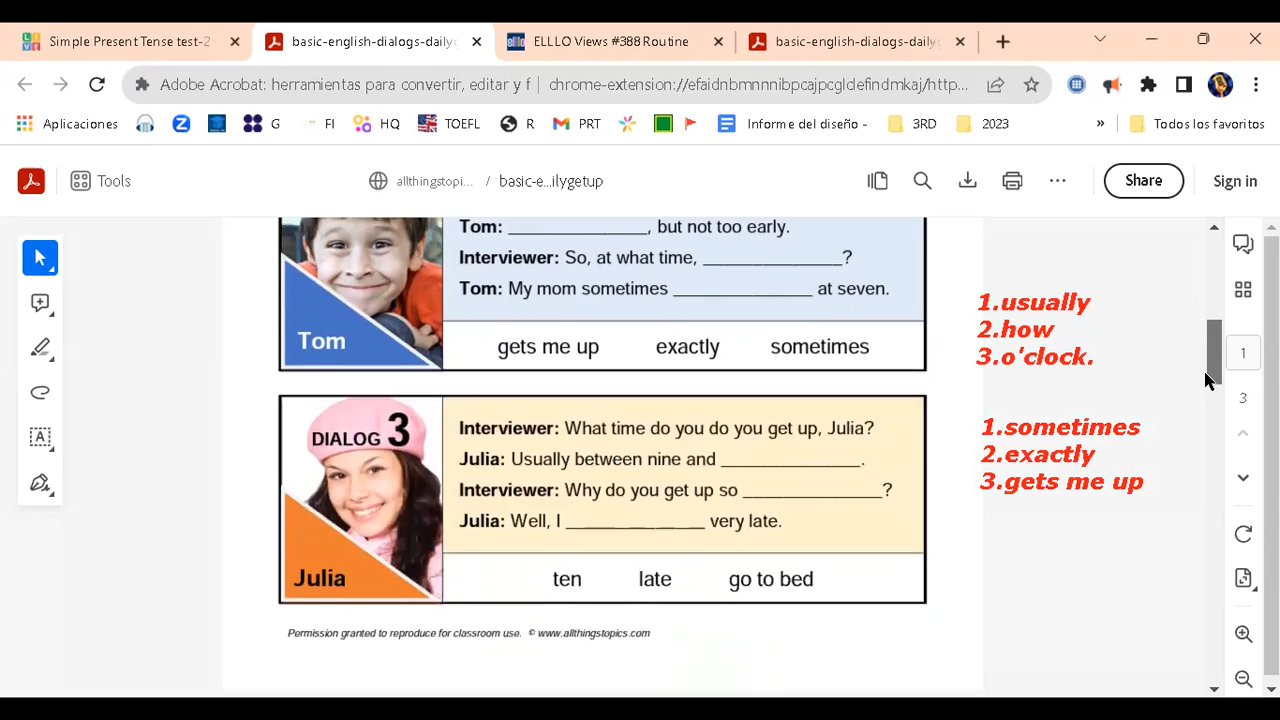 Simple Present Tense test-2
basic-english-dialogs-daily
ELLLO Views #388 Routine
basic-english-dialogs-daily
Adobe Acrobat: herramientas para convertir, editar y f
chrome-extension://efaidnbmnnnibpcajpcglclefindmkaj/http...
Aplicaciones
G
FI
HQ
TOEFL
R
PRT
Informe del diseño -
3RD
2023
»
Todos los favoritos
Tools
allthingstopi... / basic-e...ilygetup
Share
Sign in
Tom: ______________, but not too early.
Interviewer: So, at what time, ______________?
Tom: My mom sometimes ______________ at seven.
Tom
gets me up exactly sometimes
DIALOG 3
Interviewer: What time do you do you get up, Julia?
Julia: Usually between nine and ______________.
Interviewer: Why do you get up so ______________?
Julia: Well, I ______________ very late.
Julia
ten late go to bed
Permission granted to reproduce for classroom use. © www.allthingstopics.com
1.usually
2.how
3.o'clock.
1.sometimes
2.exactly
3.gets me up
1
3